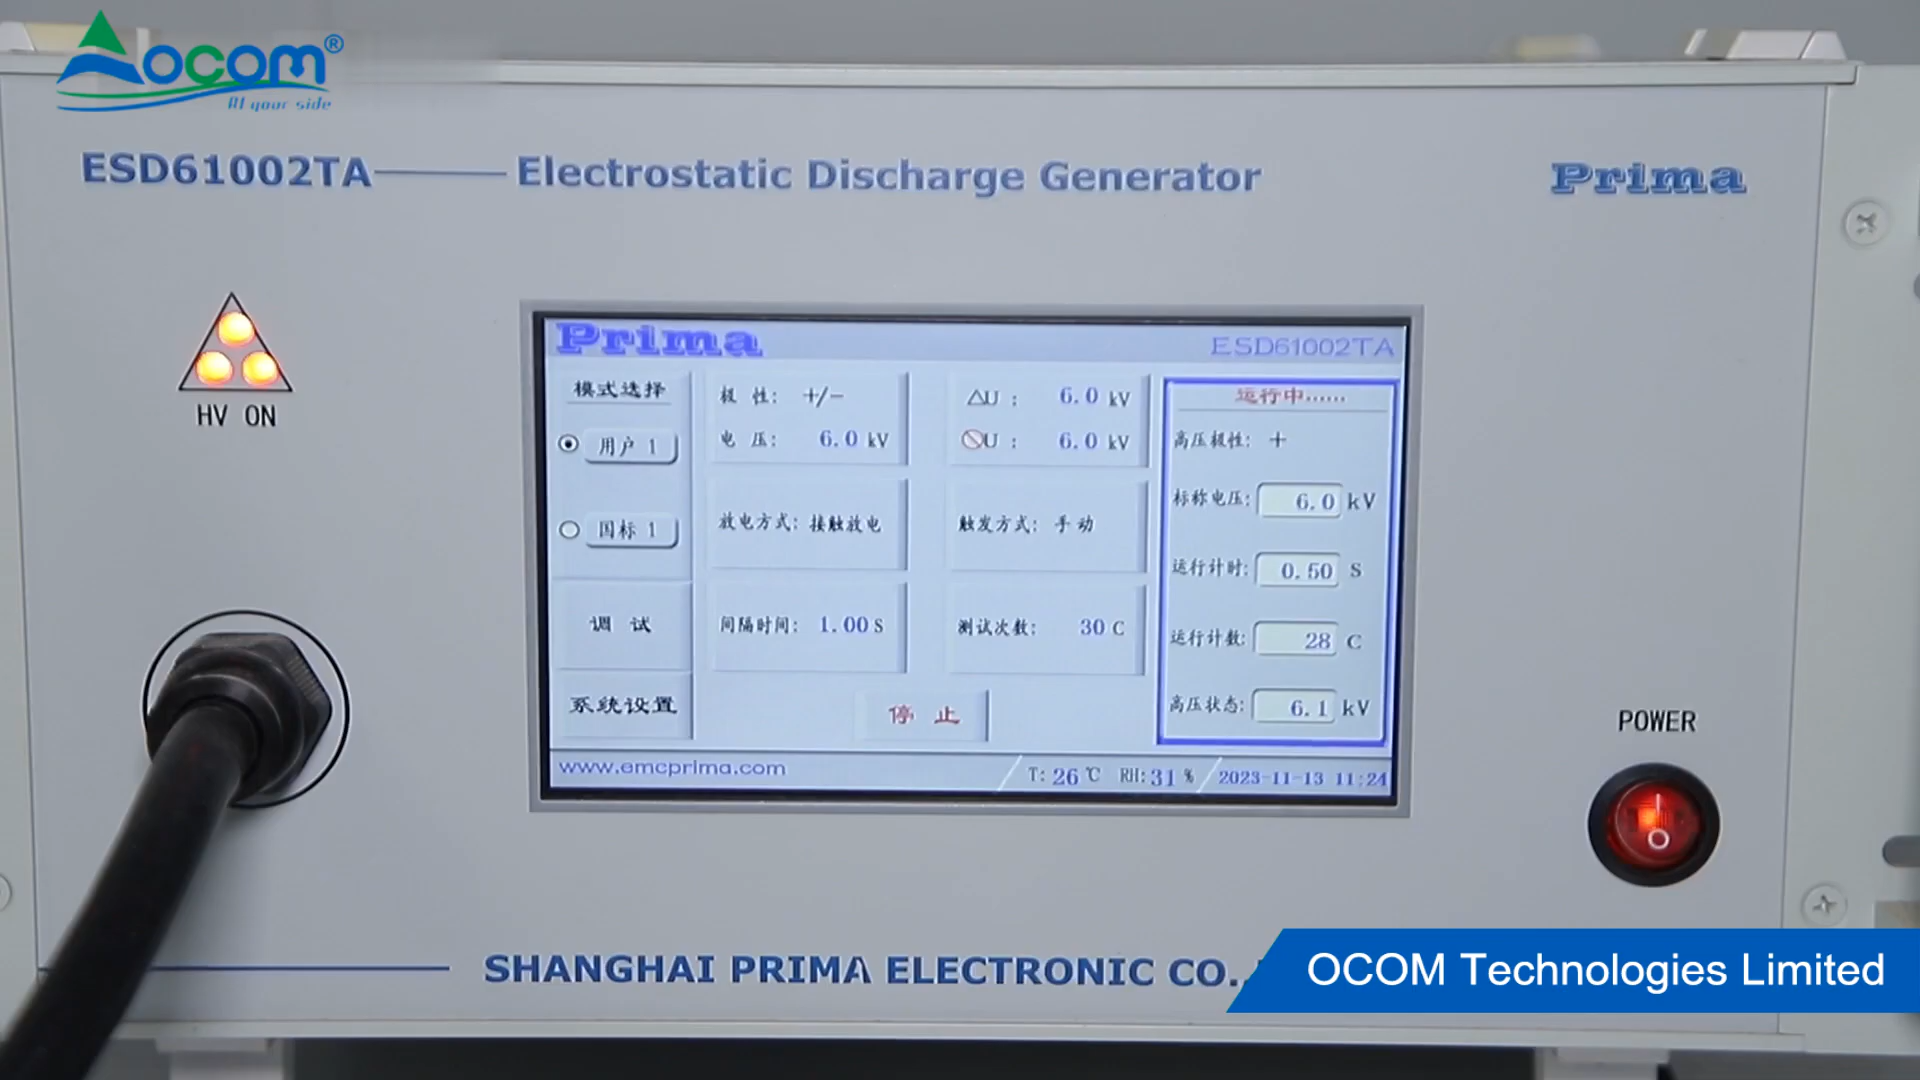 OCOM®
At your side
ESD61002TA Electrostatic Discharge Generator Prima
HV ON
Prima ESD61002TA
模式选择
用户 1
国标 1
调 试
系统设置
极 性: +/-
电 压: 6.0 kV
△U : 6.0 kV
U : 6.0 kV
放电方式: 接触放电
触发方式: 手动
间隔时间: 1.00 S
测试次数: 30 C
停 止
运行中......
高压极性: +
标称电压: 6.0 kV
运行计时: 0.50 S
运行计数: 28 C
高压状态: 6.1 kV
www.emcprima.com T: 26 ℃ RH: 31 % 2023-11-13 11:24
POWER
SHANGHAI PRIMA ELECTRONIC CO.,
OCOM Technologies Limited